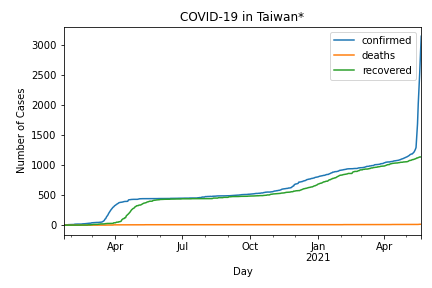 COVID-19 in Taiwan*
confirmed
deaths
recovered
Number of Cases
3000
2500
2000
1500
1000
500
0
Apr
Jul
Oct
Jan
2021
Apr
Day